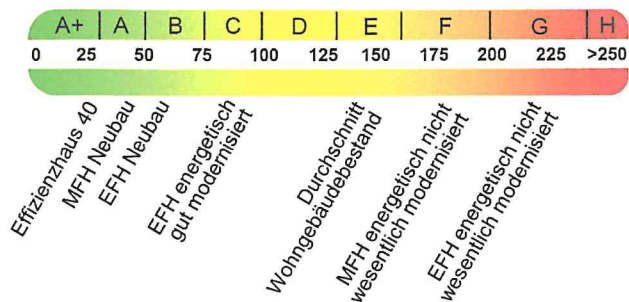 A+ A B C D E F G H
0 25 50 75 100 125 150 175 200 225 >250
Effizienzhaus 40
MFH Neubau
EFH Neubau
EFH energetisch
gut modernisiert
Durchschnitt
Wohngebäudebestand
MFH energetisch nicht
wesentlich modernisiert
EFH energetisch nicht
wesentlich modernisiert